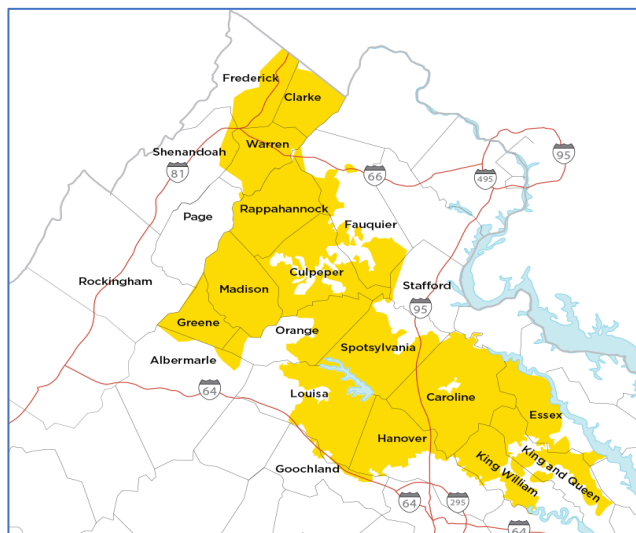 Frederick
Clarke
Shenandoah
Warren
95
81
66
495
Rappahannock
Page
Fauquier
Culpeper
Rockingham
Madison
Stafford
95
Greene
Orange
Spotsylvania
Albermarle
64
Louisa
Caroline
Essex
Hanover
King and Queen
Goochland
King William
64
295
64